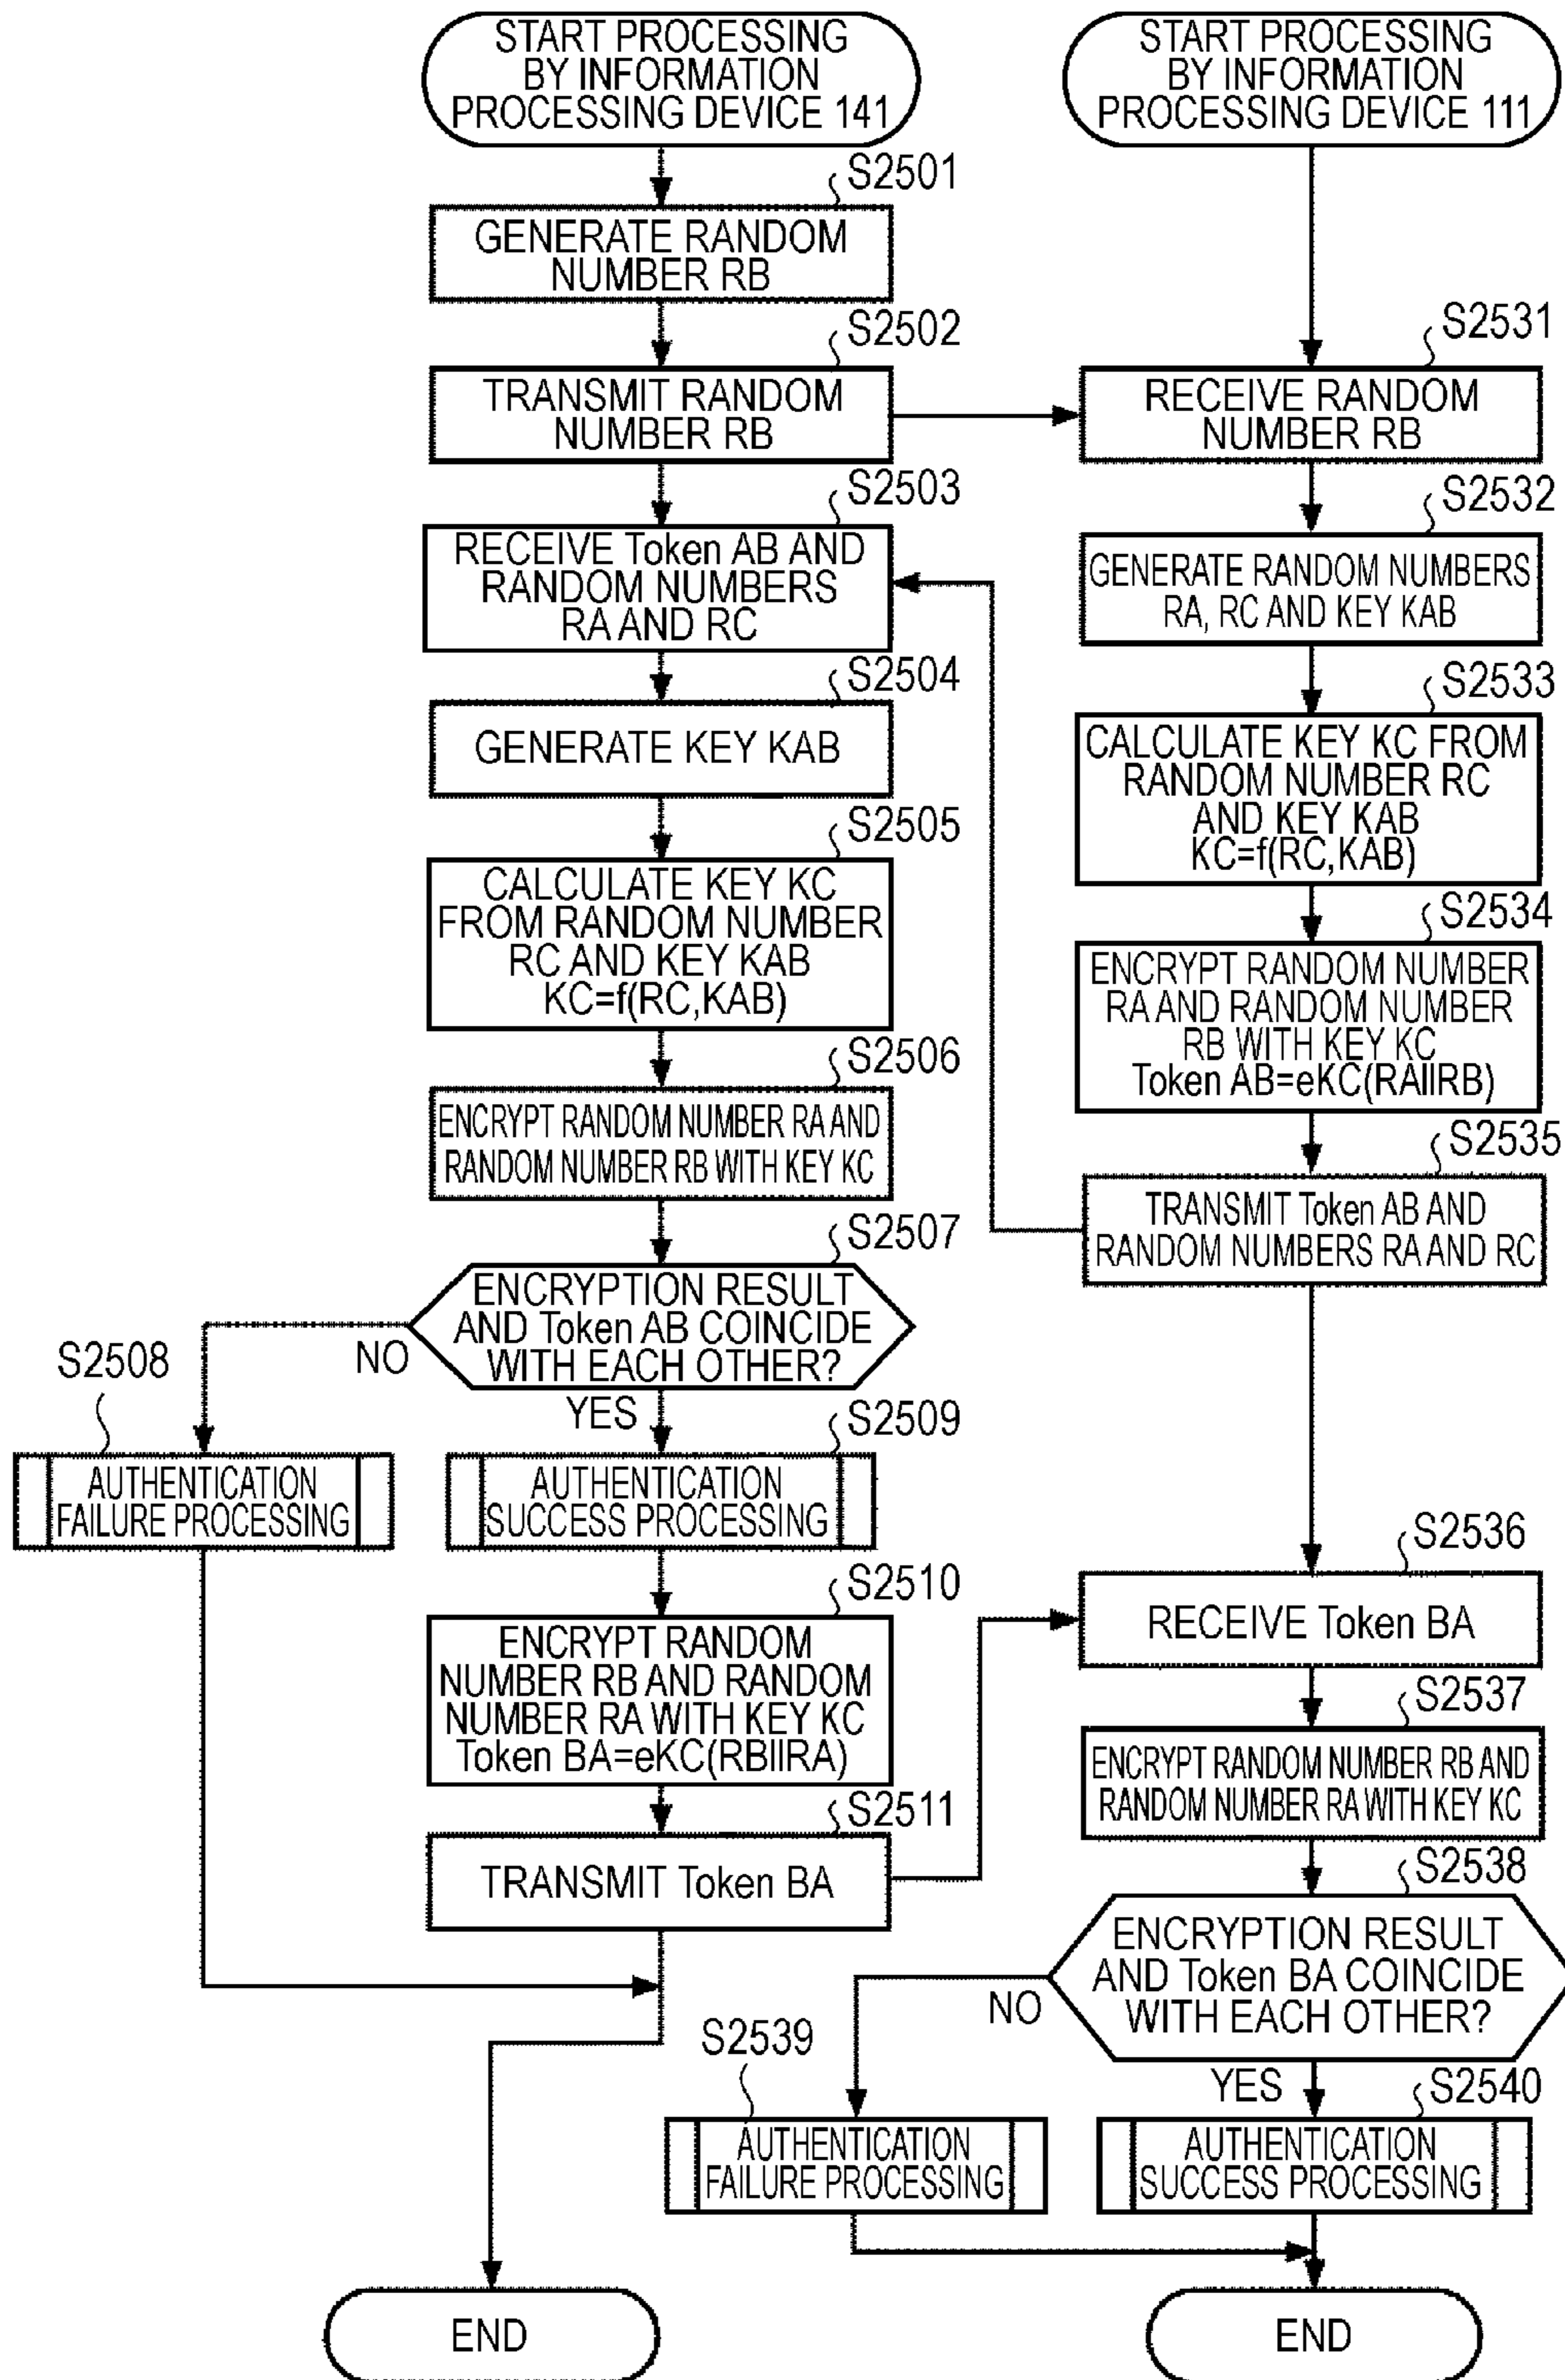 START PROCESSING
BY INFORMATION
PROCESSING DEVICE 141
S2501
GENERATE RANDOM
NUMBER RB
S2502
TRANSMIT RANDOM
NUMBER RB
S2503
RECEIVE Token AB AND
RANDOM NUMBERS
RA AND RC
S2504
GENERATE KEY KAB
S2505
CALCULATE KEY KC
FROM RANDOM NUMBER
RC AND KEY KAB
KC=f(RC,KAB)
S2506
ENCRYPT RANDOM NUMBER RA AND
RANDOM NUMBER RB WITH KEY KC
S2507
ENCRYPTION RESULT
AND Token AB COINCIDE
WITH EACH OTHER?
NO
YES
S2508
AUTHENTICATION
FAILURE PROCESSING
S2509
AUTHENTICATION
SUCCESS PROCESSING
S2510
ENCRYPT RANDOM
NUMBER RB AND RANDOM
NUMBER RA WITH KEY KC
Token BA=eKC(RB||RA)
S2511
TRANSMIT Token BA
END
START PROCESSING
BY INFORMATION
PROCESSING DEVICE 111
S2531
RECEIVE RANDOM
NUMBER RB
S2532
GENERATE RANDOM NUMBERS
RA, RC AND KEY KAB
S2533
CALCULATE KEY KC FROM
RANDOM NUMBER RC
AND KEY KAB
KC=f(RC,KAB)
S2534
ENCRYPT RANDOM NUMBER
RA AND RANDOM NUMBER
RB WITH KEY KC
Token AB=eKC(RA||RB)
S2535
TRANSMIT Token AB AND
RANDOM NUMBERS RA AND RC
S2536
RECEIVE Token BA
S2537
ENCRYPT RANDOM NUMBER RB AND
RANDOM NUMBER RA WITH KEY KC
S2538
ENCRYPTION RESULT
AND Token BA COINCIDE
WITH EACH OTHER?
NO
YES
S2539
AUTHENTICATION
FAILURE PROCESSING
S2540
AUTHENTICATION
SUCCESS PROCESSING
END